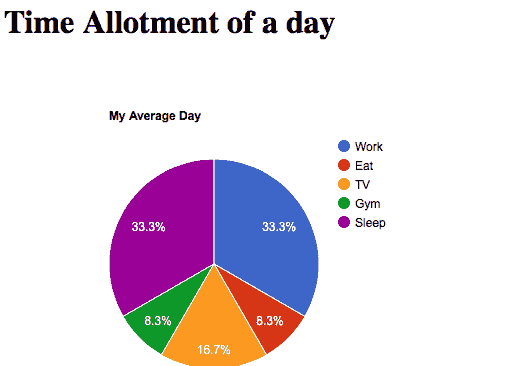 Time Allotment of a day
My Average Day
Work
Eat
TV
Gym
Sleep
33.3%
33.3%
8.3%
8.3%
16.7%